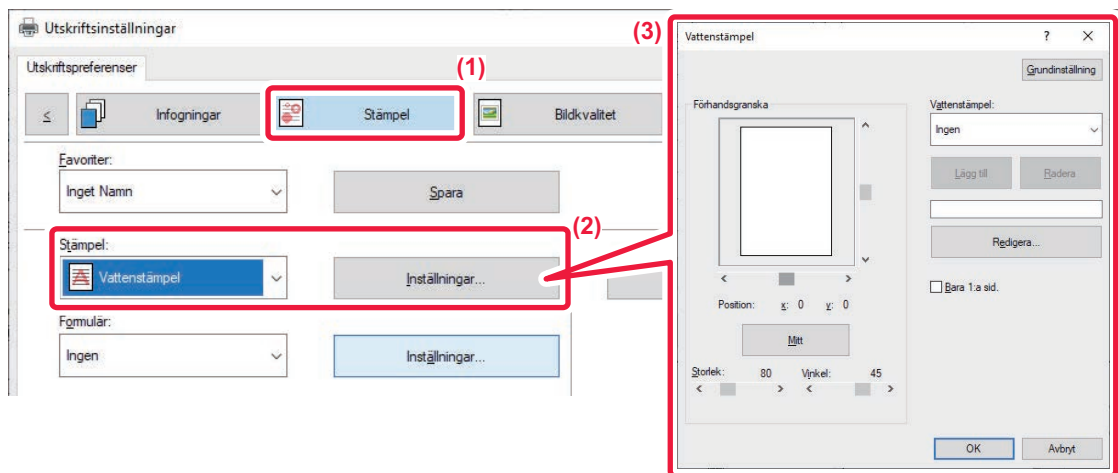 Utskriftsinställningar
Utskriftspreferenser
(1)
≤ Infogningar Stämpel Bildkvalitet
Favoriter:
Inget Namn Spara
(2)
Stämpel:
Vattenstämpel Inställningar...
Formulär:
Ingen Inställningar...
(3)
Vattenstämpel ? X
Grundinställning
Förhandsgranska Vattenstämpel:
Ingen
Lägg till Radera
Redigera...
Bara 1:a sid.
Position: x: 0 y: 0
Mitt
Storlek: 80 Vinkel: 45
OK Avbryt